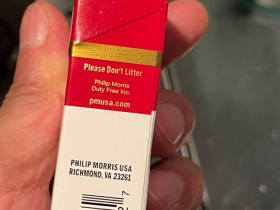 Please Don't Litter
Philip Morris
Duty Free Inc.
pmusa.com
PHILIP MORRIS USA
RICHMOND, VA 23261